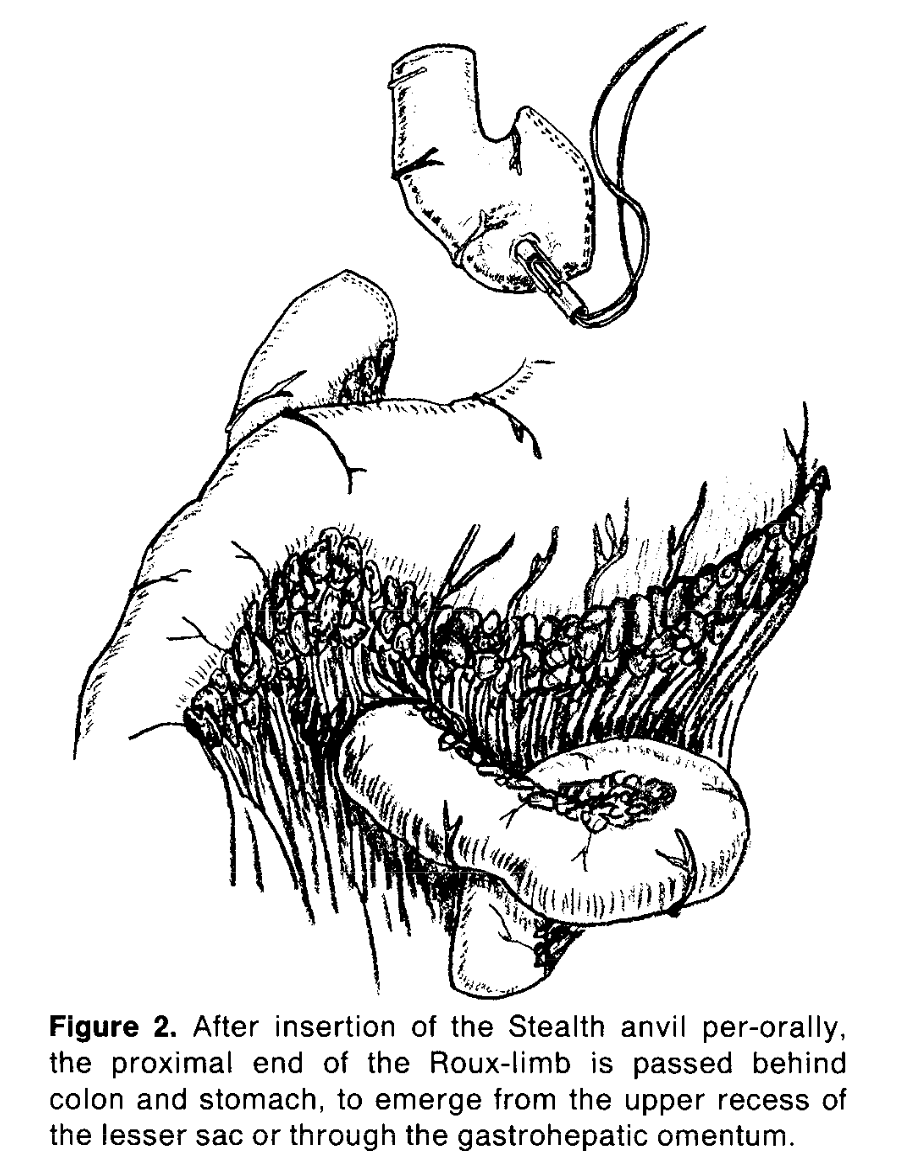 Figure 2. After insertion of the Stealth anvil per-orally,
the proximal end of the Roux-limb is passed behind
colon and stomach, to emerge from the upper recess of
the lesser sac or through the gastrohepatic omentum.